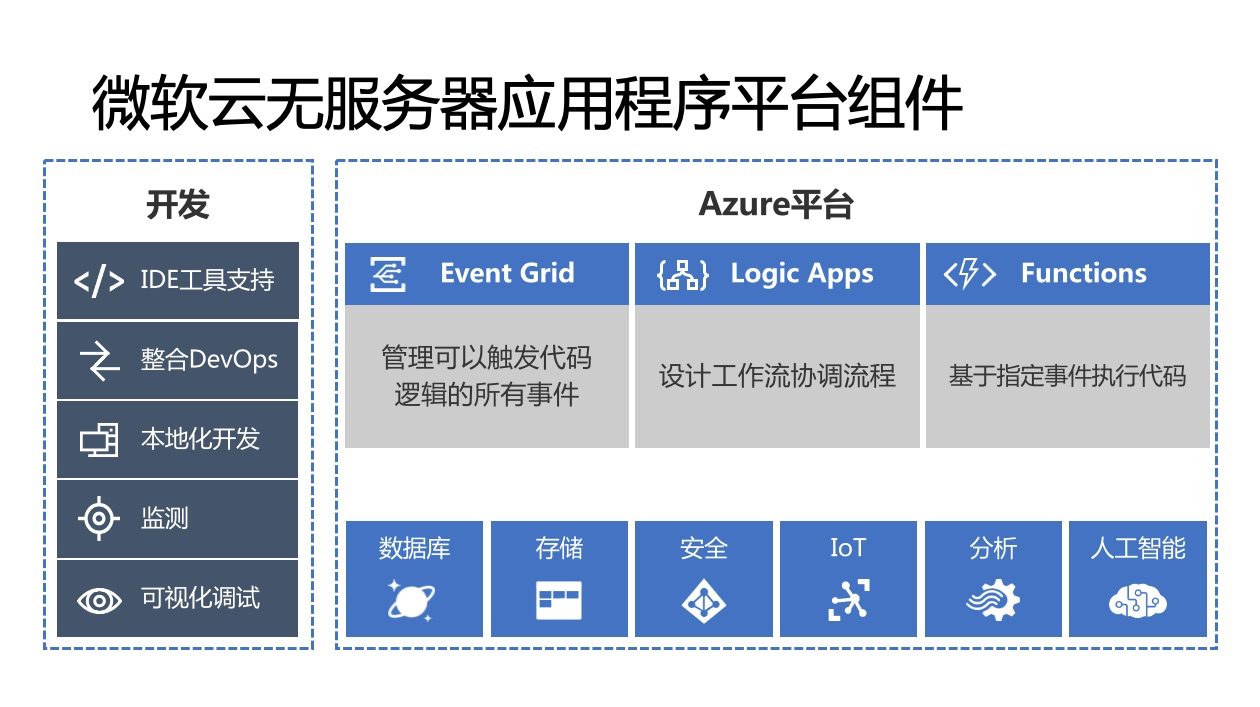 微软云无服务器应用程序平台组件
开发
IDE工具支持
整合DevOps
本地化开发
监测
可视化调试
Azure平台
Event Grid
管理可以触发代码
逻辑的所有事件
Logic Apps
设计工作流协调流程
Functions
基于指定事件执行代码
数据库
存储
安全
IoT
分析
人工智能